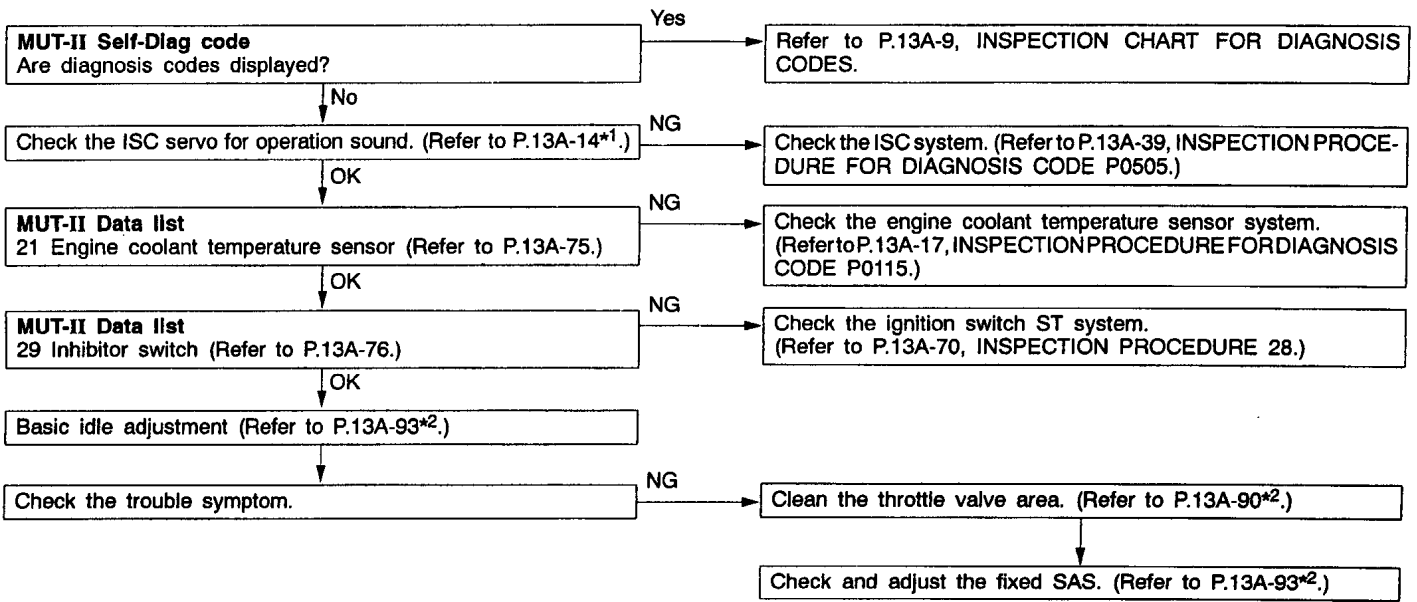 Yes
MUT-II Self-Diag code
Are diagnosis codes displayed?
Refer to P.13A-9, INSPECTION CHART FOR DIAGNOSIS
CODES.
No
Check the ISC servo for operation sound. (Refer to P.13A-14*1.)
NG
Check the ISC system. (Refer to P.13A-39, INSPECTION PROCE-
DURE FOR DIAGNOSIS CODE P0505.)
OK
MUT-II Data list
21 Engine coolant temperature sensor (Refer to P.13A-75.)
NG
Check the engine coolant temperature sensor system.
(Refer to P.13A-17, INSPECTION PROCEDURE FOR DIAGNOSIS
CODE P0115.)
OK
MUT-II Data list
29 Inhibitor switch (Refer to P.13A-76.)
NG
Check the ignition switch ST system.
(Refer to P.13A-70, INSPECTION PROCEDURE 28.)
OK
Basic idle adjustment (Refer to P.13A-93*2.)
Check the trouble symptom.
NG
Clean the throttle valve area. (Refer to P.13A-90*2.)
Check and adjust the fixed SAS. (Refer to P.13A-93*2.)